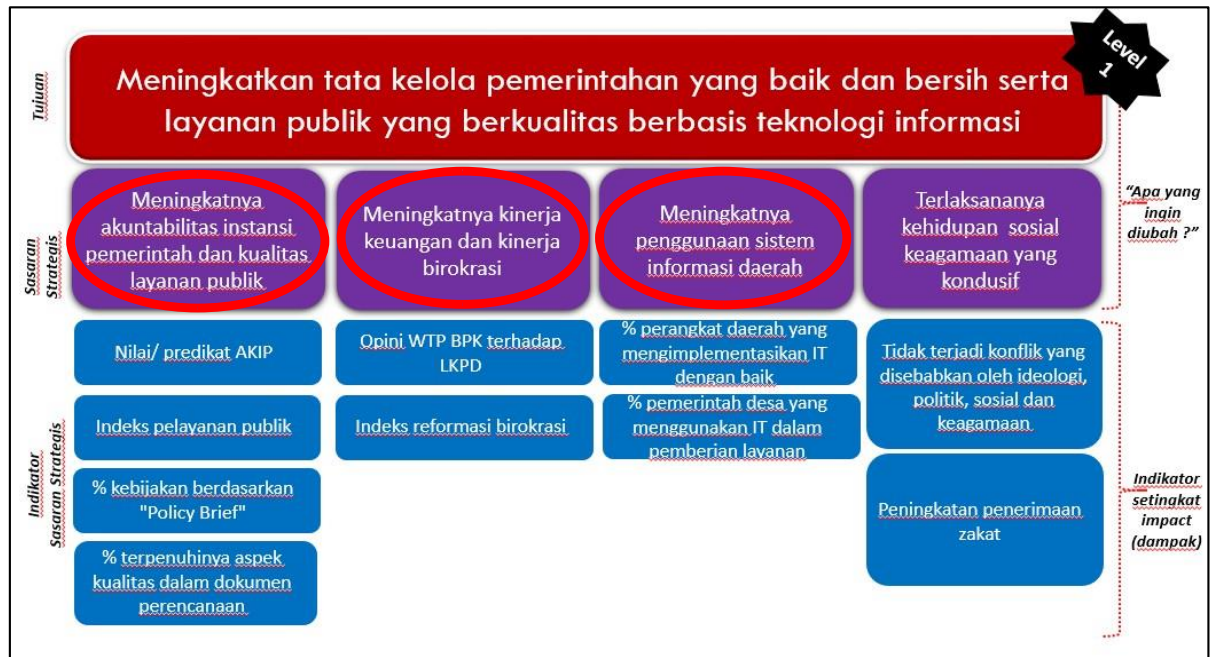 Level
1
Tujuan
Meningkatkan tata kelola pemerintahan yang baik dan bersih serta
layanan publik yang berkualitas berbasis teknologi informasi
Sasaran
Strategis
Meningkatnya
akuntabilitas instansi
pemerintah dan kualitas
layanan publik
Meningkatnya kinerja
keuangan dan kinerja
birokrasi
Meningkatnya
penggunaan sistem
informasi daerah
Terlaksananya
kehidupan sosial
keagamaan yang
kondusif
"Apa yang
ingin
diubah ?"
Indikator
Sasaran Strategis
Nilai/ predikat AKIP
Indeks pelayanan publik
% kebijakan berdasarkan
"Policy Brief"
% terpenuhinya aspek
kualitas dalam dokumen
perencanaan
Opini WTP BPK terhadap
LKPD
Indeks reformasi birokrasi
% perangkat daerah yang
mengimplementasikan IT
dengan baik
% pemerintah desa yang
menggunakan IT dalam
pemberian layanan
Tidak terjadi konflik yang
disebabkan oleh ideologi,
politik, sosial dan
keagamaan
Peningkatan penerimaan
zakat
Indikator
setingkat
impact
(dampak)